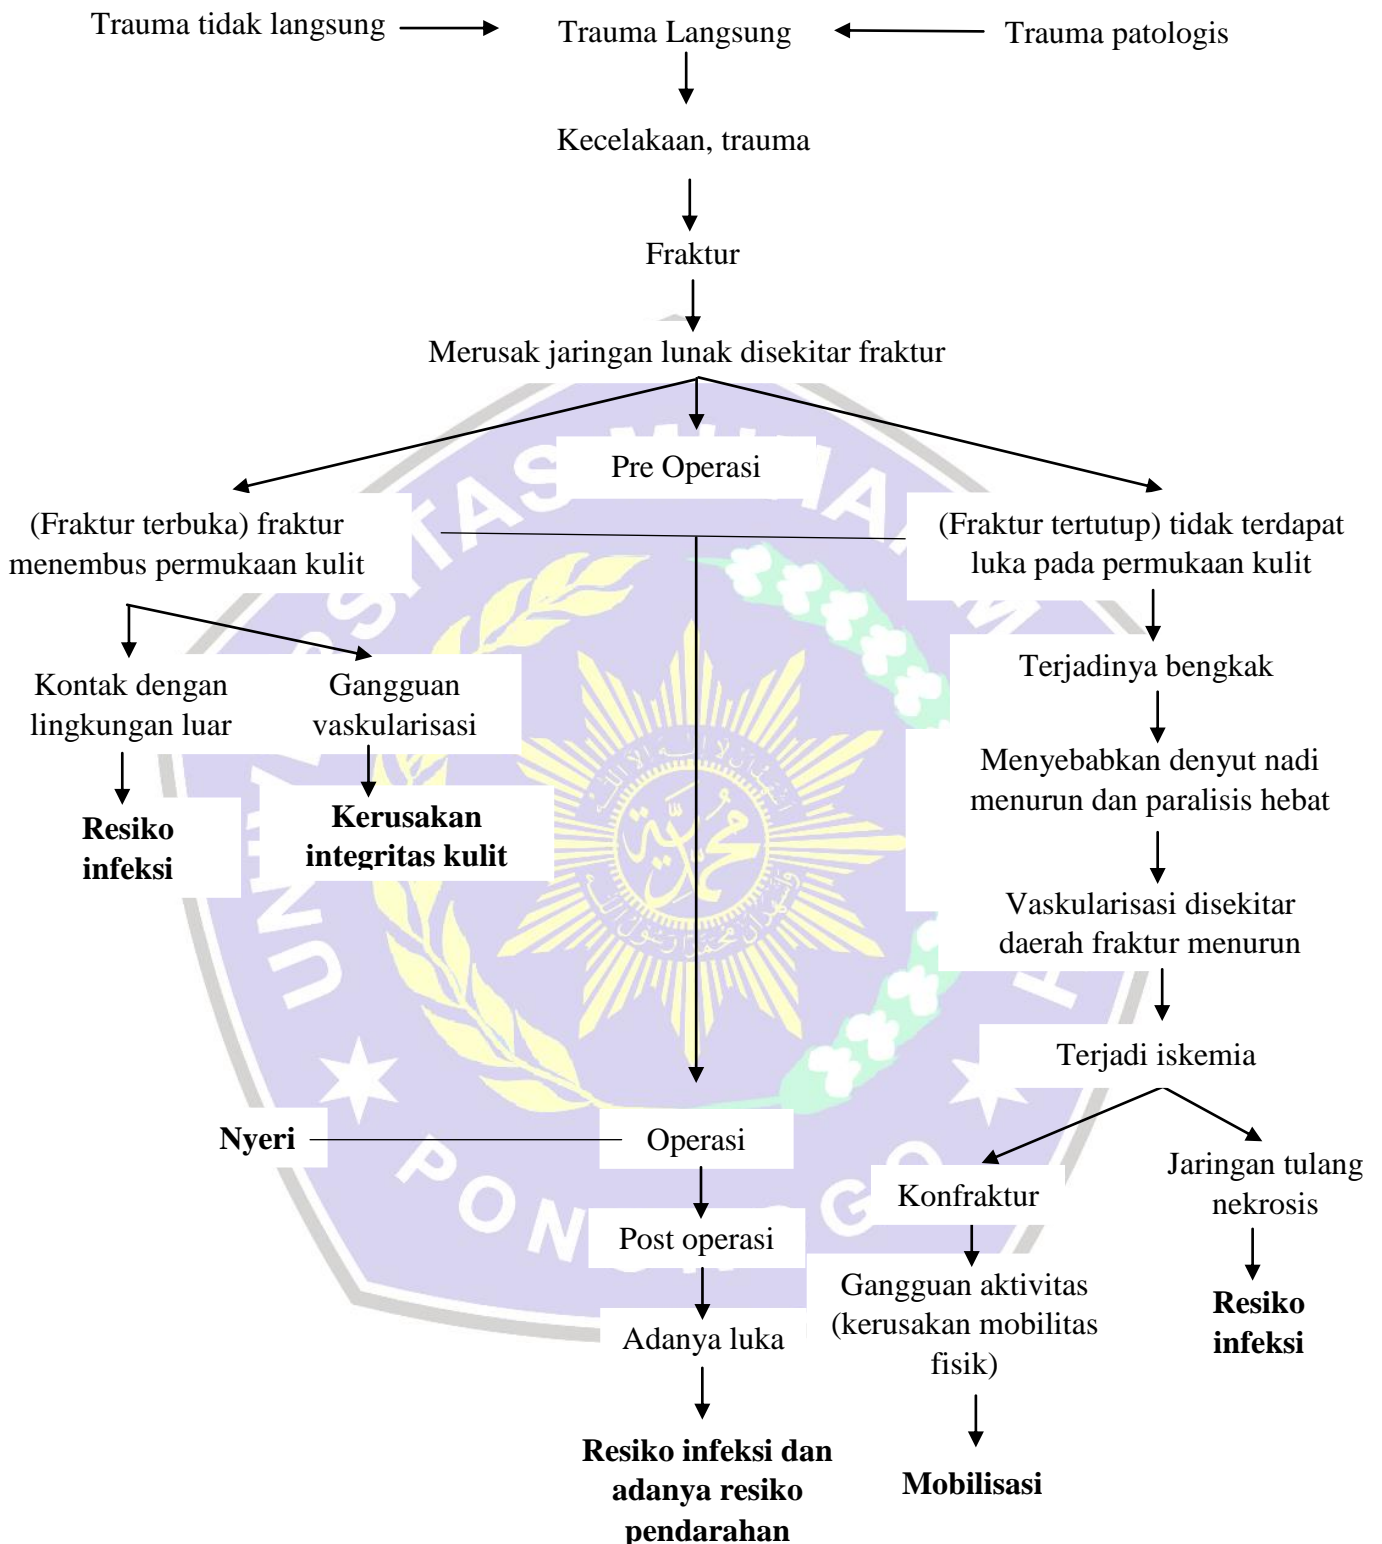 Trauma tidak langsung
Trauma Langsung
Trauma patologis
Kecelakaan, trauma
Fraktur
Merusak jaringan lunak disekitar fraktur
Pre Operasi
(Fraktur terbuka) fraktur
menembus permukaan kulit
(Fraktur tertutup) tidak terdapat
luka pada permukaan kulit
Kontak dengan
lingkungan luar
Gangguan
vaskularisasi
Terjadinya bengkak
Menyebabkan denyut nadi
menurun dan paralisis hebat
Resiko
infeksi
Kerusakan
integritas kulit
Vaskularisasi disekitar
daerah fraktur menurun
Terjadi iskemia
Nyeri
Operasi
Konfraktur
Jaringan tulang
nekrosis
Post operasi
Gangguan aktivitas
(kerusakan mobilitas
fisik)
Resiko
infeksi
Adanya luka
Resiko infeksi dan
adanya resiko
pendarahan
Mobilisasi